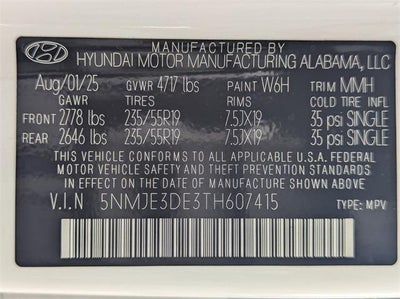 MANUFACTURED BY
HYUNDAI MOTOR MANUFACTURING ALABAMA, LLC
Aug/01/25 GVWR 4717 lbs PAINT W6H TRIM MMH
GAWR TIRES RIMS COLD TIRE INFL
FRONT 2778 lbs 235/55R19 7.5JX19 35 psi SINGLE
REAR 2646 lbs 235/55R19 7.5JX19 35 psi SINGLE
THIS VEHICLE CONFORMS TO ALL APPLICABLE U.S.A FEDERAL
MOTOR VEHICLE SAFETY, BUMPER, AND THEFT PREVENTION STANDARDS
IN EFFECT ON THE DATE OF MANUFACTURE SHOWN ABOVE
V.I.N 5NMJE3DE3TH607415 TYPE: MPV